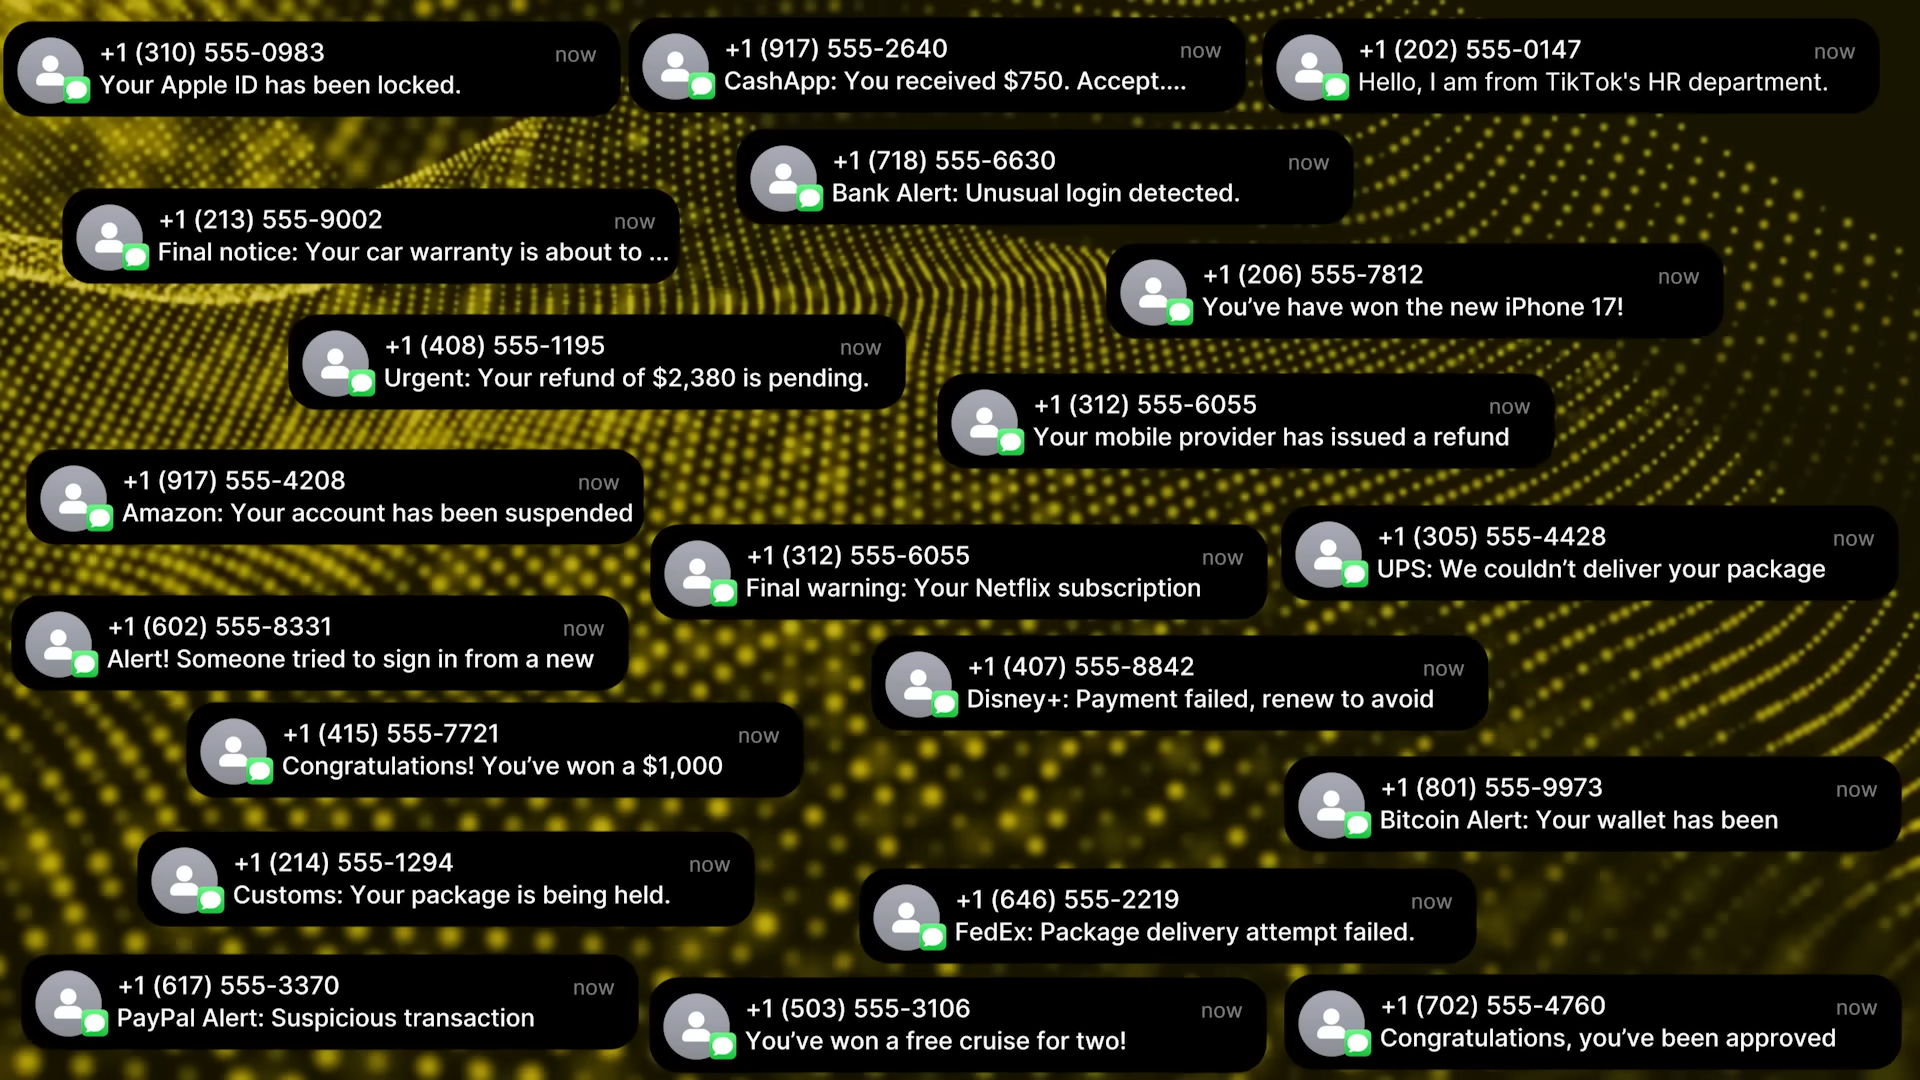 +1 (310) 555-0983
now
Your Apple ID has been locked.
+1 (917) 555-2640
now
CashApp: You received $750. Accept....
+1 (202) 555-0147
now
Hello, I am from TikTok's HR department.
+1 (718) 555-6630
now
Bank Alert: Unusual login detected.
+1 (213) 555-9002
now
Final notice: Your car warranty is about to ...
+1 (206) 555-7812
now
You’ve have won the new iPhone 17!
+1 (408) 555-1195
now
Urgent: Your refund of $2,380 is pending.
+1 (312) 555-6055
now
Your mobile provider has issued a refund
+1 (917) 555-4208
now
Amazon: Your account has been suspended
+1 (312) 555-6055
now
Final warning: Your Netflix subscription
+1 (305) 555-4428
now
UPS: We couldn’t deliver your package
+1 (602) 555-8331
now
Alert! Someone tried to sign in from a new
+1 (407) 555-8842
now
Disney+: Payment failed, renew to avoid
+1 (415) 555-7721
now
Congratulations! You’ve won a $1,000
+1 (801) 555-9973
now
Bitcoin Alert: Your wallet has been
+1 (214) 555-1294
now
Customs: Your package is being held.
+1 (646) 555-2219
now
FedEx: Package delivery attempt failed.
+1 (617) 555-3370
now
PayPal Alert: Suspicious transaction
+1 (503) 555-3106
now
You’ve won a free cruise for two!
+1 (702) 555-4760
now
Congratulations, you’ve been approved